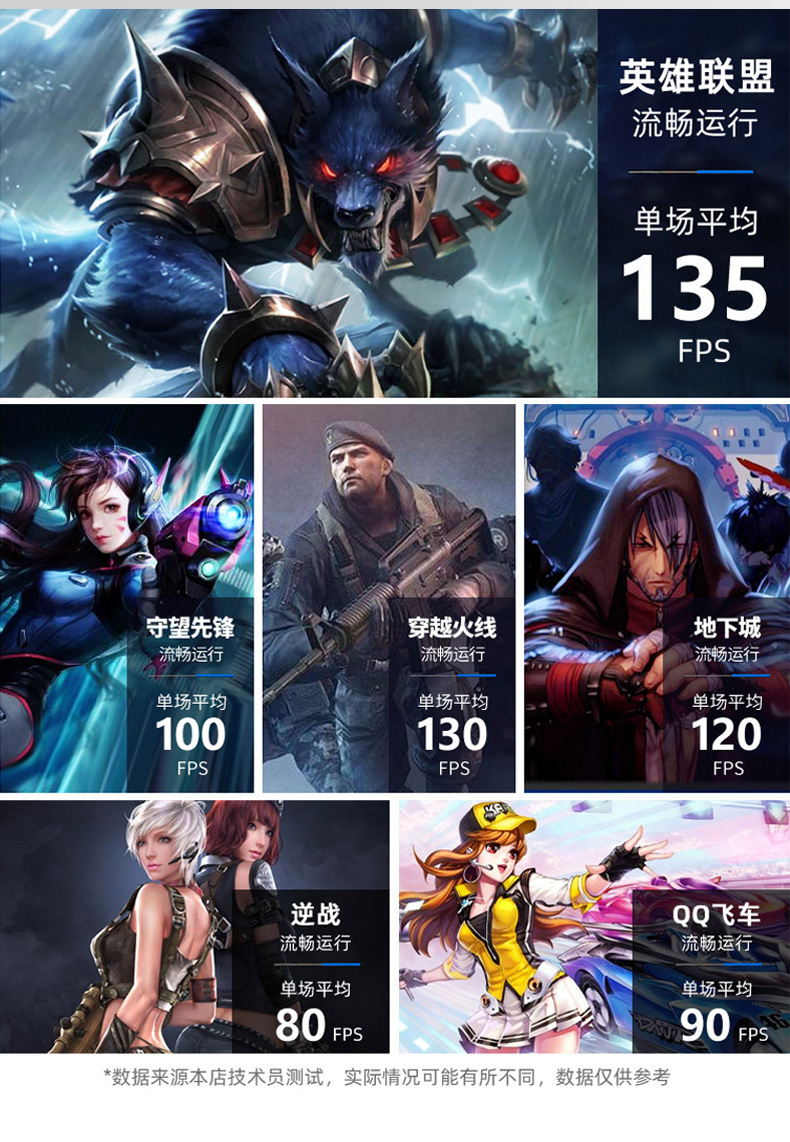 英雄联盟
流畅运行
单场平均
135
FPS
守望先锋
流畅运行
单场平均
100
FPS
穿越火线
流畅运行
单场平均
130
FPS
地下城
流畅运行
单场平均
120
FPS
逆战
流畅运行
单场平均
80 FPS
QQ飞车
流畅运行
单场平均
90 FPS
*数据来源本店技术员测试，实际情况可能有所不同，数据仅供参考